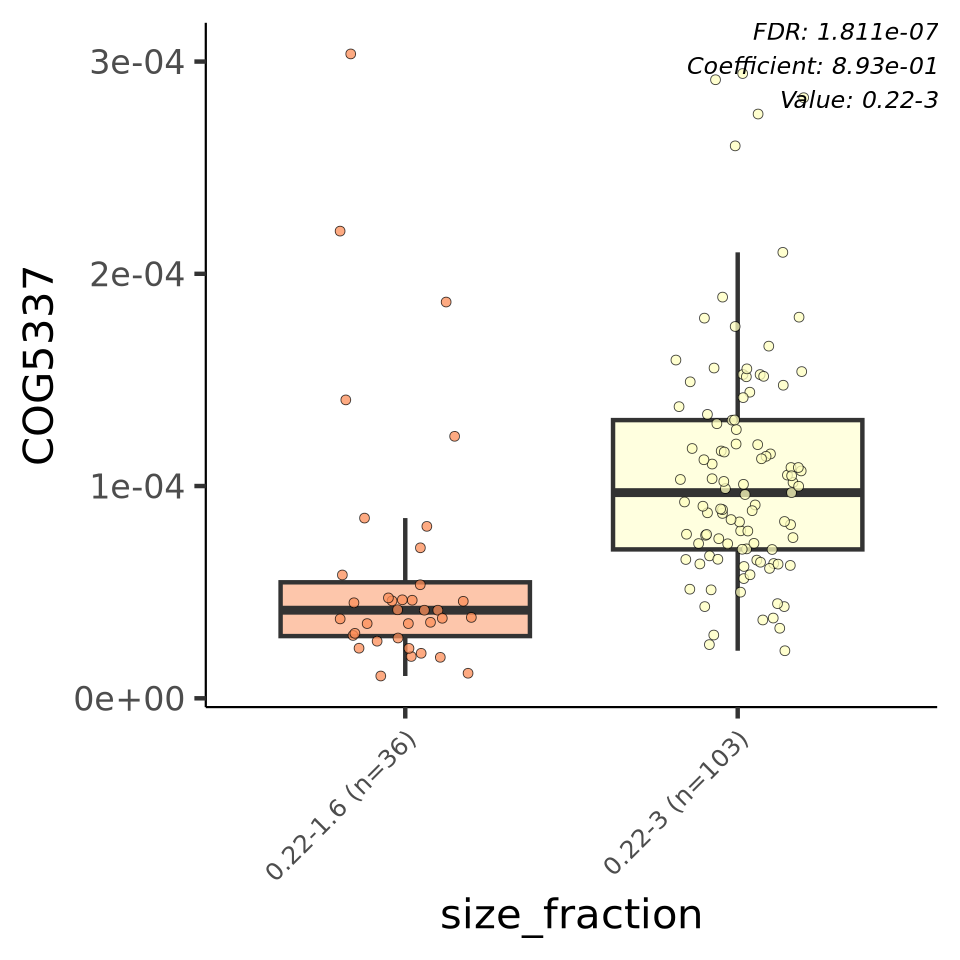 FDR: 1.811e-07
Coefficient: 8.93e-01
Value: 0.22-3
3e-04
2e-04
1e-04
0e+00
COG5337
0.22-1.6 (n=36)
0.22-3 (n=103)
size_fraction